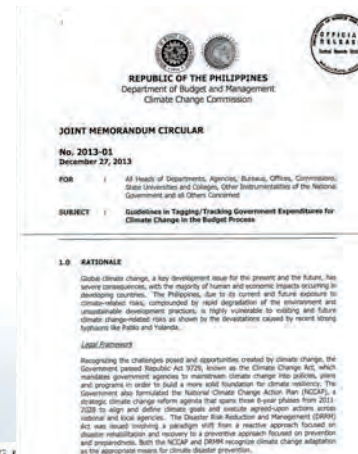 OFFICIAL
RELEASE
REPUBLIC OF THE PHILIPPINES
Department of Budget and Management
Climate Change Commission
JOINT MEMORANDUM CIRCULAR
No. 2013-01
December 27, 2013
FOR : All Heads of Departments, Agencies, Bureaus, Offices, Commissions,
State Universities and Colleges, Other Instrumentalities of the National
Government and all Others Concerned
SUBJECT : Guidelines in Tagging/Tracking Government Expenditures for
Climate Change in the Budget Process
1.0 RATIONALE
Global climate change, a key development issue for the present and the future, has
severe consequences, with the majority of human and economic impacts occurring in
developing countries. The Philippines, due to its current and future exposure to
climate-related risks, compounded by rapid degradation of the environment and
unsustainable development practices, is highly vulnerable to existing and future
climate change-related risks as shown by the devastations caused by recent strong
typhoons like Pablo and Yolanda.
Legal Framework
Recognizing the challenges posed and opportunities created by climate change, the
Government passed Republic Act 9729, known as the Climate Change Act, which
mandates government agencies to mainstream climate change into policies, plans
and programs in order to build a more solid foundation for climate resiliency. The
Government also formulated the National Climate Change Action Plan (NCCAP), a
strategic climate change reform agenda that spans three 6-year phases from 2011-
2028 to align and define climate goals and execute agreed-upon actions across
national and local agencies. The Disaster Risk Reduction and Management (DRRM)
Act was issued involving a paradigm shift from a reactive approach focused on
disaster rehabilitation and recovery to a preparedness approach focused on prevention
and preparedness. Both the NCCAP and DRRM recognize climate change adaptation
as the appropriate means for climate disaster prevention.